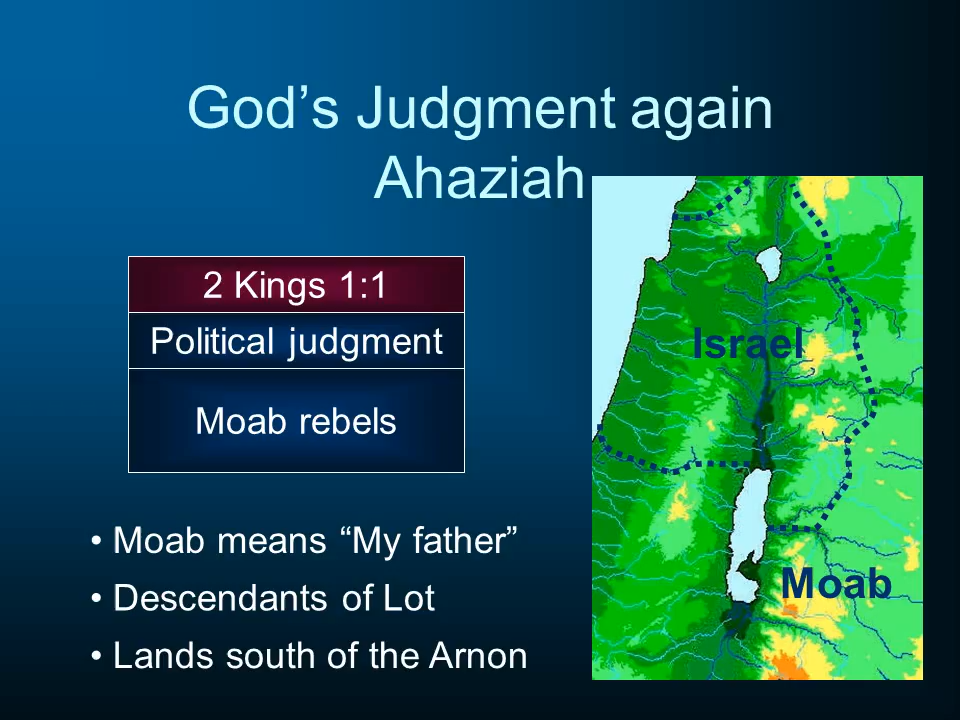 God’s Judgment again
Ahaziah
2 Kings 1:1
Political judgment
Moab rebels
• Moab means “My father”
• Descendants of Lot
• Lands south of the Arnon
Israel
Moab